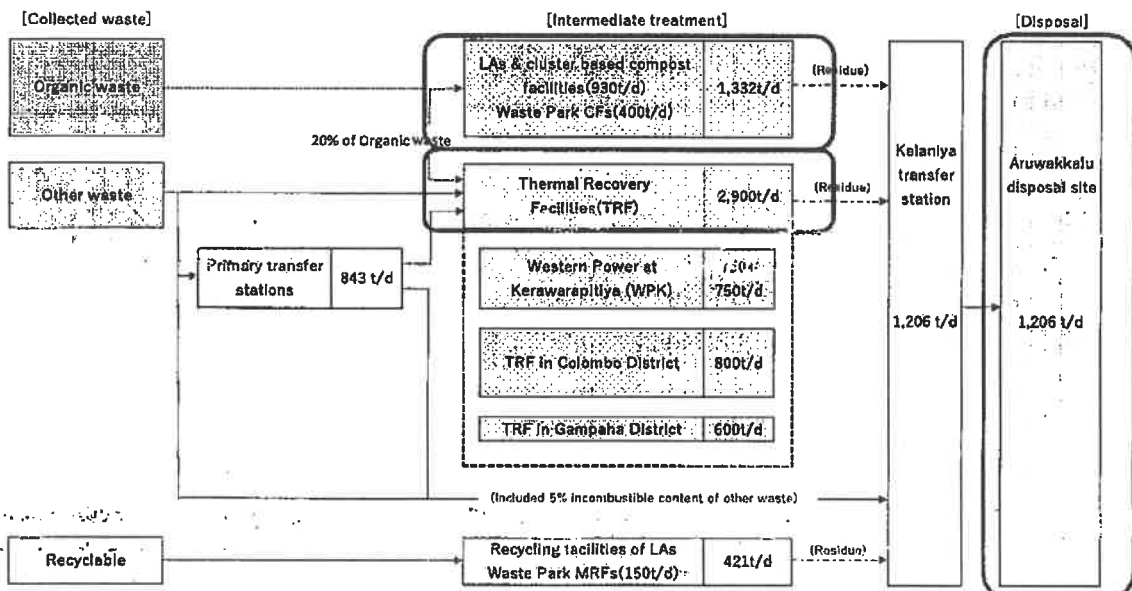 [Collected waste]
[Intermediate treatment]
[Disposal]
Organic waste
LAs & cluster based compost
facilities(930t/d)
Waste Park CFs(400t/d)
1,332t/d
(Residue)
20% of Organic waste
Other waste
Thermal Recovery
Facilities(TRF)
2,900t/d
(Residue)
Kelaniya
transfer
station
1,206 t/d
Aruwakkalu
disposal site
1,206 t/d
Primary transfer
stations
843 t/d
Western Power at
Kerawarapitiya (WPK)
750t/d
TRF in Colombo District
800t/d
TRF in Gampaha District
600t/d
(Included 5% incombustible content of other waste)
Recyclable
Recycling facilities of LAs
Waste Park MRFs(150t/d)
421t/d
(Residue)